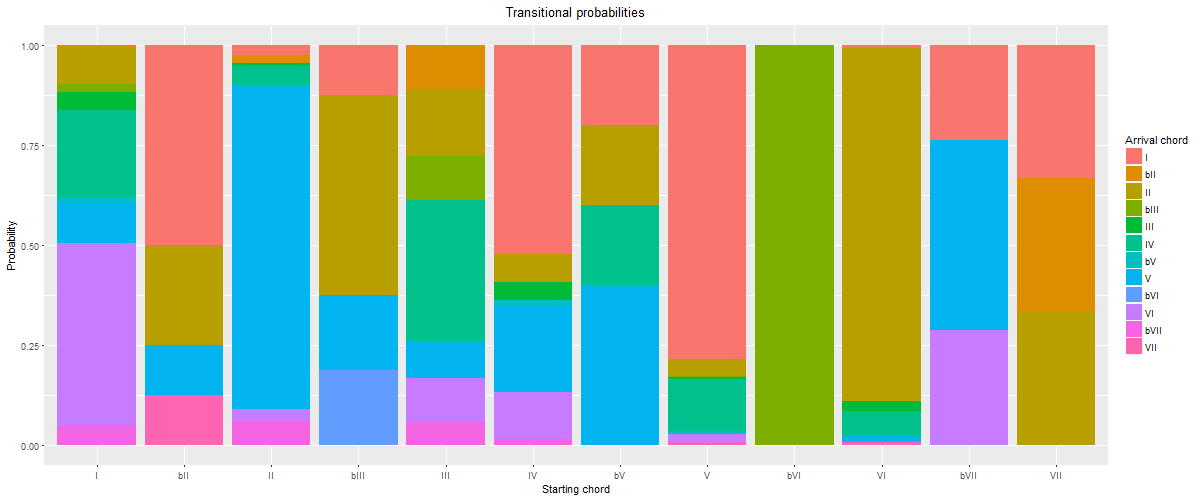 Transitional probabilities
1.00
0.75
0.50
0.25
0.00
Probability
I bII II bIII III IV bV V bVI VI bVII VII
Starting chord
Arrival chord
I
bII
II
bIII
III
IV
bV
V
bVI
VI
bVII
VII